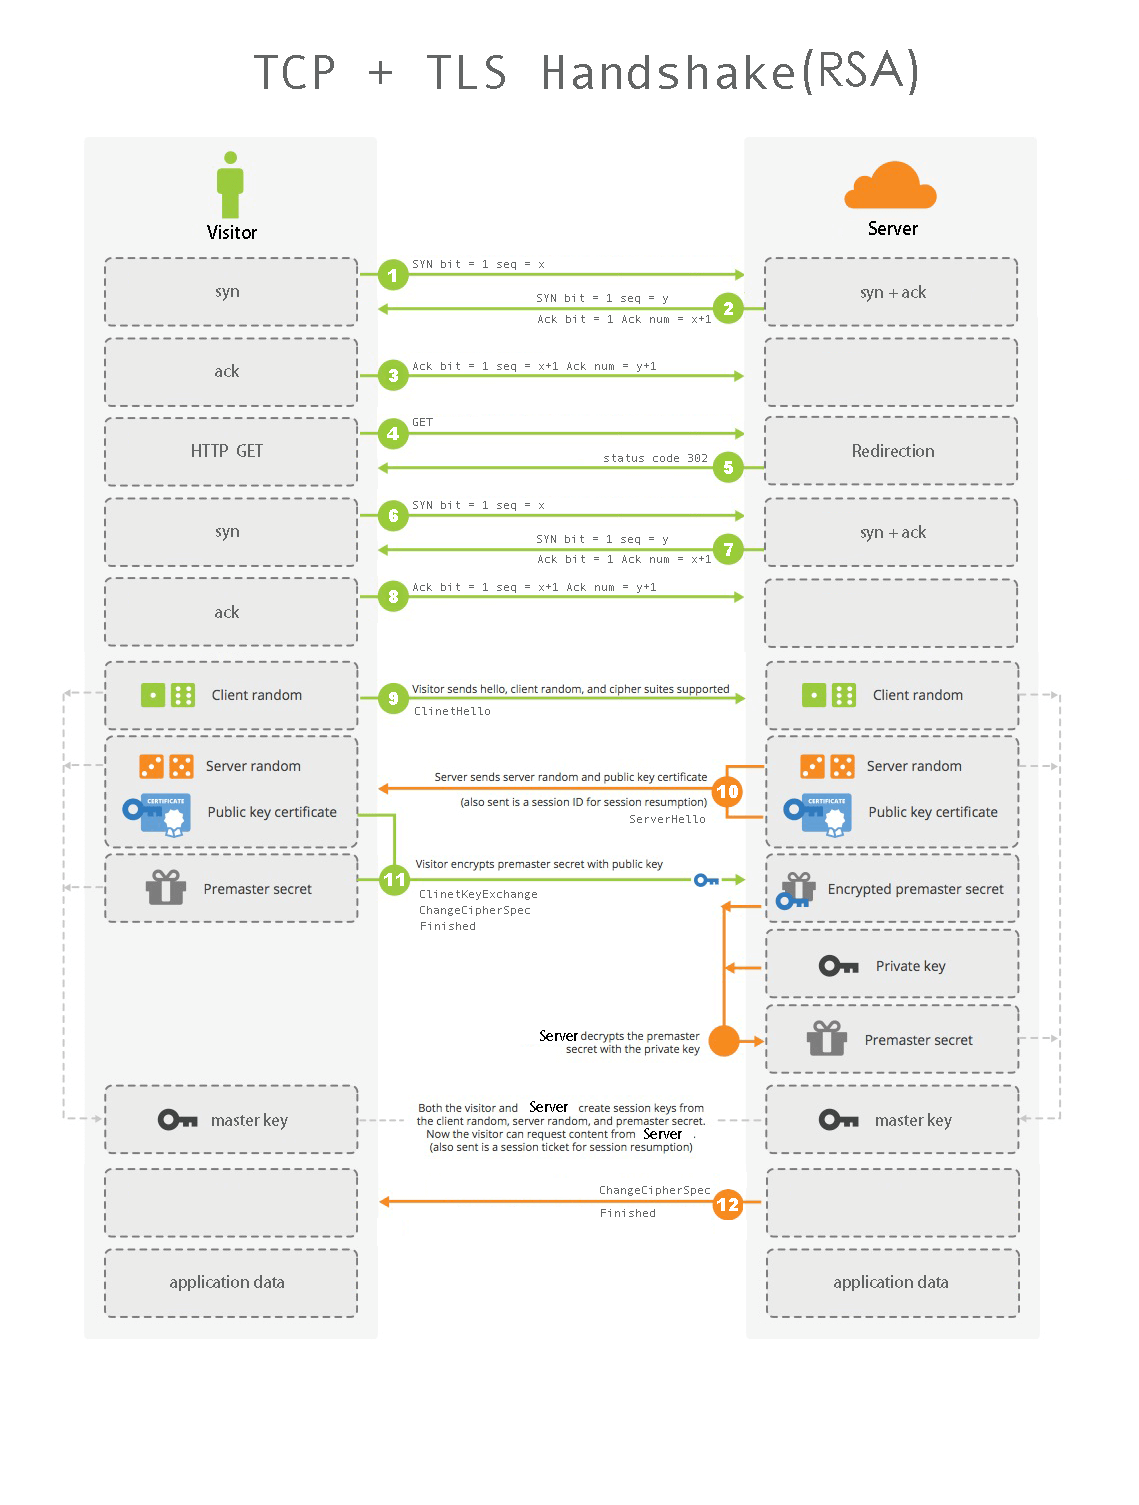 TCP + TLS Handshake(RSA)
Visitor
Server
syn
1
SYN bit = 1 seq = x
syn + ack
SYN bit = 1 seq = y
2
Ack bit = 1 Ack num = x+1
ack
3
Ack bit = 1 seq = x+1 Ack num = y+1
HTTP GET
4
GET
Redirection
status code 302
5
syn
6
SYN bit = 1 seq = x
syn + ack
SYN bit = 1 seq = y
7
Ack bit = 1 Ack num = x+1
ack
8
Ack bit = 1 seq = x+1 Ack num = y+1
Client random
9
Visitor sends hello, client random, and cipher suites supported
ClinetHello
Client random
Server random
CERTIFICATE
Public key certificate
Server sends server random and public key certificate
10
(also sent is a session ID for session resumption)
ServerHello
Server random
CERTIFICATE
Public key certificate
Premaster secret
11
Visitor encrypts premaster secret with public key
ClinetKeyExchange
ChangeCipherSpec
Finished
Encrypted premaster secret
Private key
Server decrypts the premaster
secret with the private key
Premaster secret
master key
Both the visitor and Server create session keys from
the client random, server random, and premaster secret.
Now the visitor can request content from Server .
(also sent is a session ticket for session resumption)
master key
ChangeCipherSpec
12
Finished
application data
application data